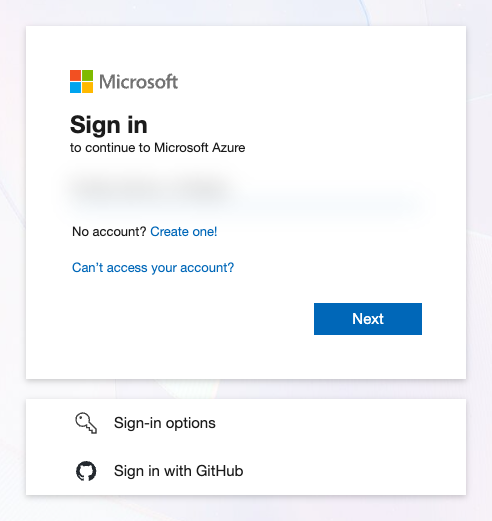 Microsoft
Sign in
to continue to Microsoft Azure
No account? Create one!
Can't access your account?
Next
Sign-in options
Sign in with GitHub